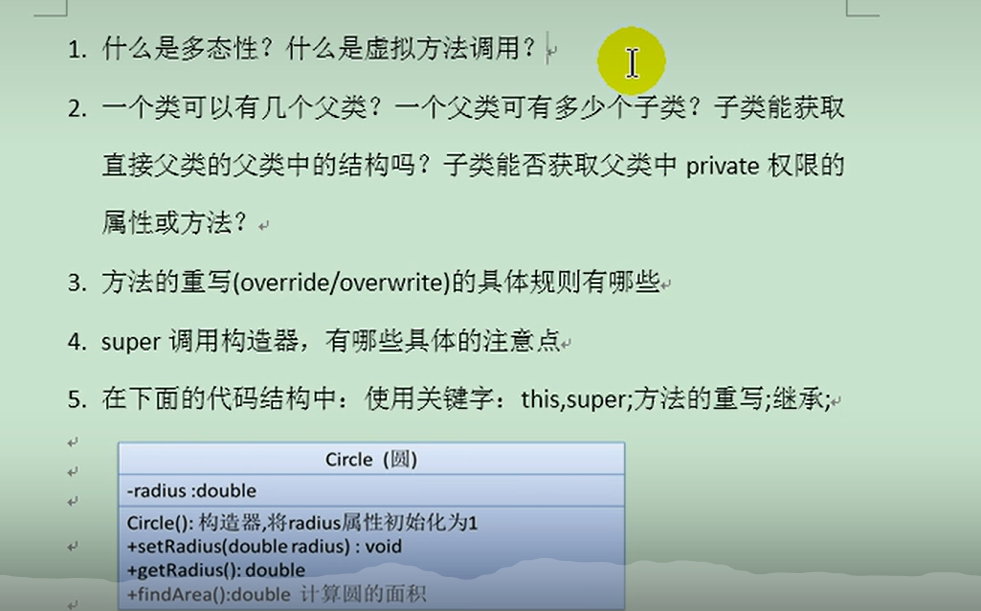 1. 什么是多态性？什么是虚拟方法调用？
2. 一个类可以有几个父类？一个父类可有多少个子类？子类能获取
直接父类的父类中的结构吗？子类能否获取父类中 private 权限的
属性或方法？
3. 方法的重写(override/overwrite)的具体规则有哪些
4. super 调用构造器，有哪些具体的注意点
5. 在下面的代码结构中：使用关键字：this,super;方法的重写;继承;
Circle (圆)
-radius :double
Circle(): 构造器,将radius属性初始化为1
+setRadius(double radius) : void
+getRadius(): double
+findArea():double 计算圆的面积